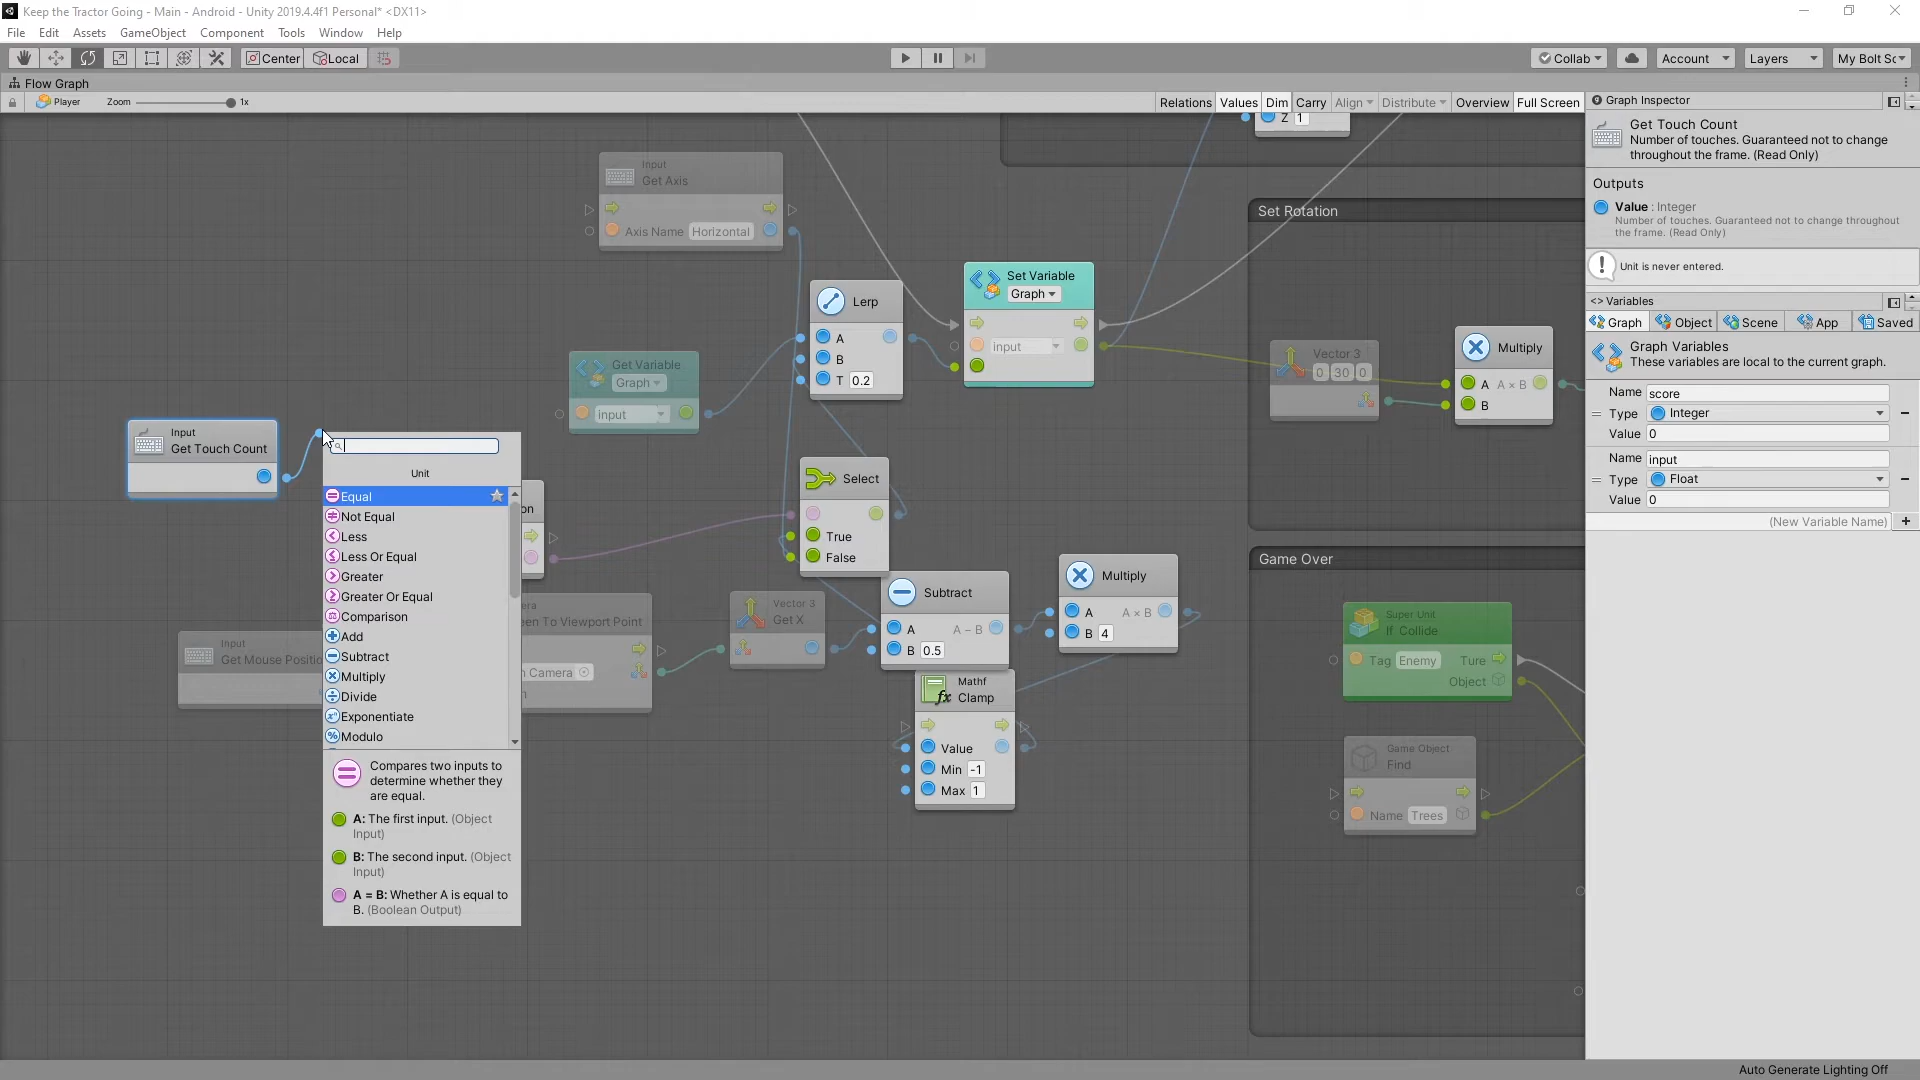 Keep the Tractor Going - Main - Android - Unity 2019.4.4f1 Personal* <DX11>
File Edit Assets GameObject Component Tools Window Help
Center Local Collab Account Layers My Bolt Sc
Flow Graph
Player Zoom 1x Relations Values Dim Carry Align Distribute Overview Full Screen
Graph Inspector
Get Touch Count
Number of touches. Guaranteed not to change
throughout the frame. (Read Only)
Outputs
Value : Integer
Number of touches. Guaranteed not to change throughout
the frame. (Read Only)
Unit is never entered.
<> Variables
Graph Object Scene App Saved
Graph Variables
These variables are local to the current graph.
Name score
Type Integer
Value 0
Name input
Type Float
Value 0
(New Variable Name) +
Z 1
Input
Get Axis
Axis Name Horizontal
Lerp
A
B
T 0.2
Set Variable
Graph
input
Get Variable
Graph
input
Set Rotation
Vector 3
0 30 0
Multiply
A A × B
B
Input
Get Touch Count
Unit
Equal
Not Equal
Less
Less Or Equal
Greater
Greater Or Equal
Comparison
Add
Subtract
Multiply
Divide
Exponentiate
Modulo
Compares two inputs to
determine whether they
are equal.
A: The first input. (Object
Input)
B: The second input. (Object
Input)
A = B: Whether A is equal to
B. (Boolean Output)
on
Select
True
False
Input
Get Mouse Positio
era
een To Viewport Point
n Camera
n
Vector 3
Get X
Subtract
A A − B
B 0.5
Multiply
A A × B
B 4
Mathf
Clamp
Value
Min -1
Max 1
Game Over
Super Unit
If Collide
Tag Enemy Ture
Object
Game Object
Find
Name Trees
Auto Generate Lighting Off